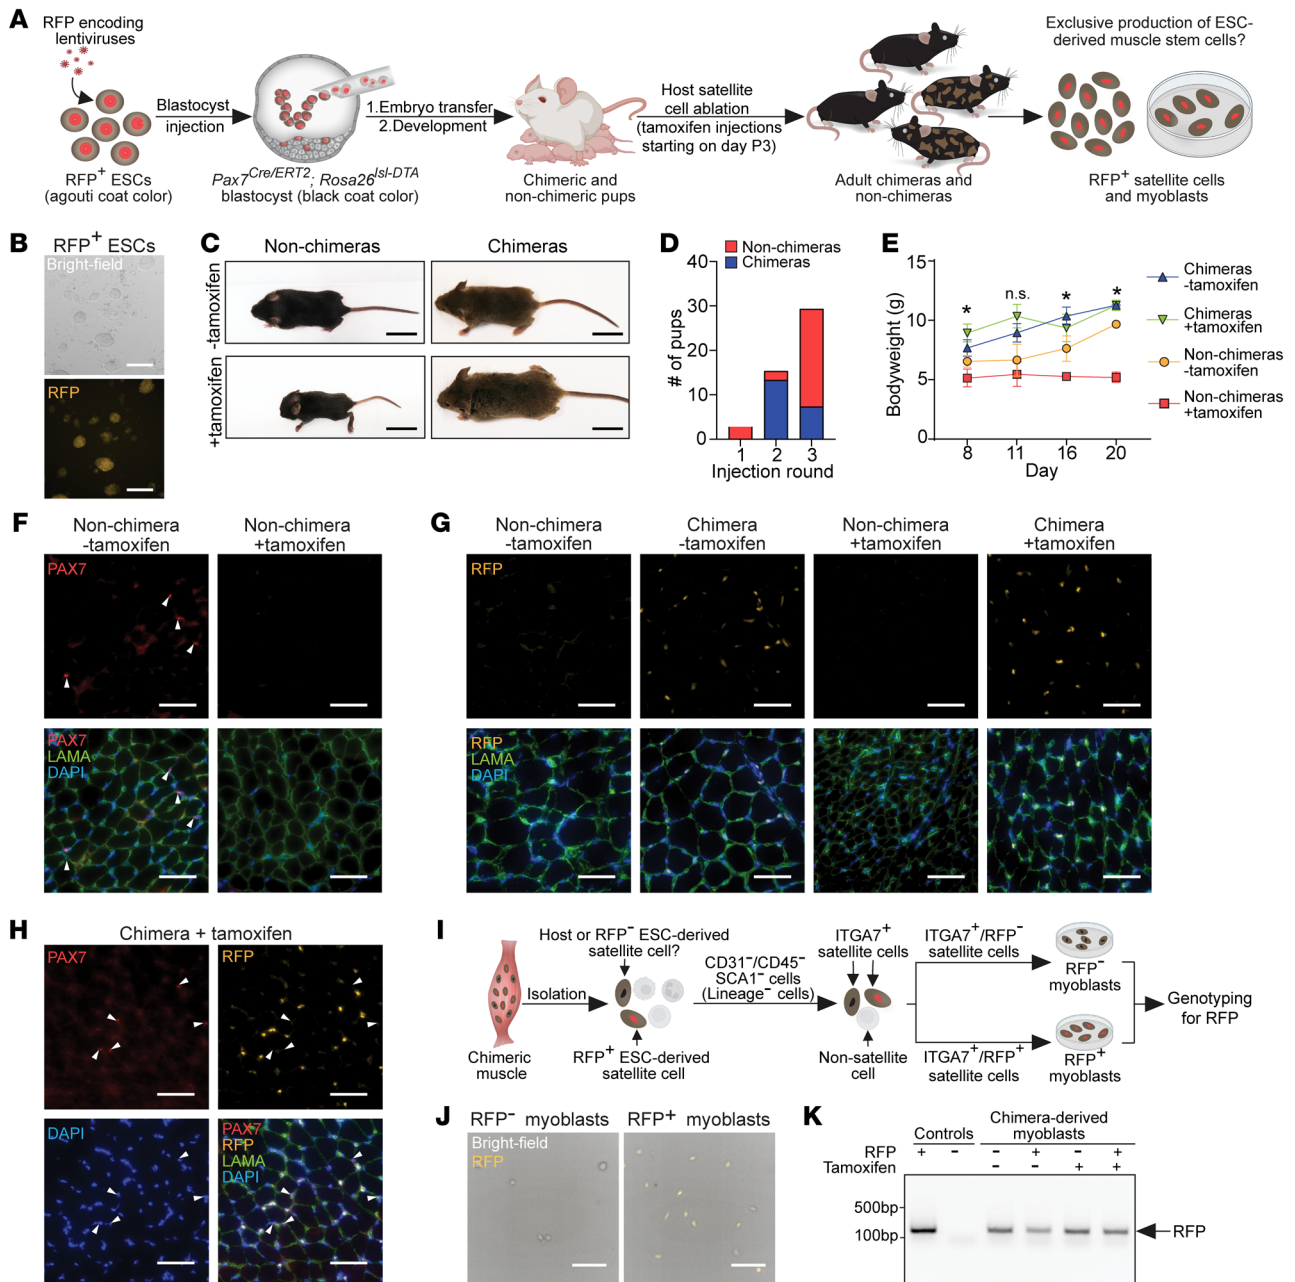 A
RFP encoding
lentiviruses
Blastocyst
injection
RFP+ ESCs
(agouti coat color)
Pax7Cre/ERT2; Rosa26lsl-DTA
blastocyst (black coat color)
1.Embryo transfer
2.Development
Chimeric and
non-chimeric pups
Host satellite
cell ablation
(tamoxifen injections
starting on day P3)
Adult chimeras and
non-chimeras
Exclusive production of ESC-
derived muscle stem cells?
RFP+ satellite cells
and myoblasts
B
RFP+ ESCs
Bright-field
RFP
C
Non-chimeras
Chimeras
-tamoxifen
+tamoxifen
D
Non-chimeras
Chimeras
# of pups
40
30
20
10
0
1 2 3
Injection round
E
Bodyweight (g)
15
10
5
0
* n.s. * *
8 11 16 20
Day
Chimeras
-tamoxifen
Chimeras
+tamoxifen
Non-chimeras
-tamoxifen
Non-chimeras
+tamoxifen
F
Non-chimera
-tamoxifen
Non-chimera
+tamoxifen
PAX7
PAX7
LAMA
DAPI
G
Non-chimera
-tamoxifen
Chimera
-tamoxifen
Non-chimera
+tamoxifen
Chimera
+tamoxifen
RFP
RFP
LAMA
DAPI
H
Chimera + tamoxifen
PAX7
RFP
DAPI
PAX7
RFP
LAMA
DAPI
I
Chimeric
muscle
Isolation
Host or RFP- ESC-derived
satellite cell?
RFP+ ESC-derived
satellite cell
CD31-/CD45-
SCA1- cells
(Lineage- cells)
ITGA7+
satellite cells
Non-satellite
cell
ITGA7+/RFP-
satellite cells
ITGA7+/RFP+
satellite cells
RFP-
myoblasts
RFP+
myoblasts
Genotyping
for RFP
J
RFP- myoblasts
RFP+ myoblasts
Bright-field
RFP
K
Controls
Chimera-derived
myoblasts
RFP + - - + - +
Tamoxifen - - + +
500bp
100bp
RFP